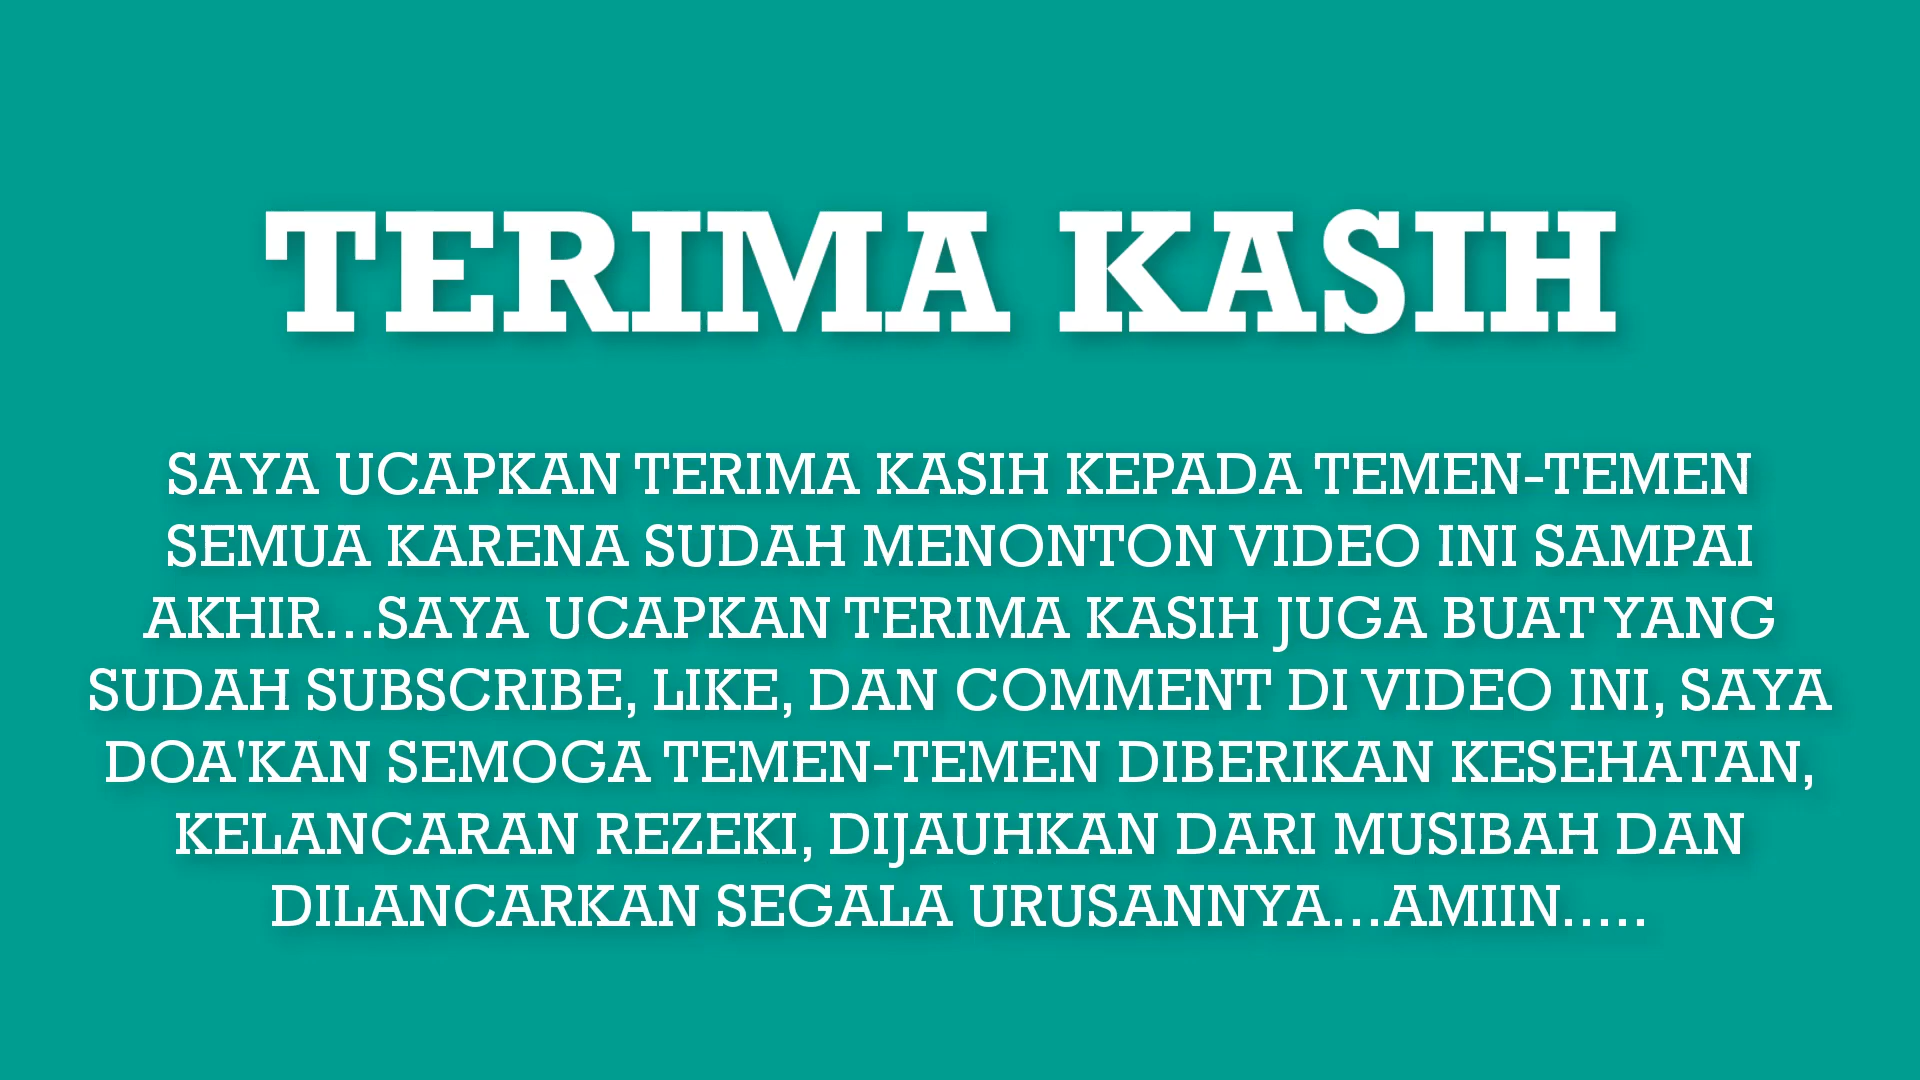 TERIMA KASIH
SAYA UCAPKAN TERIMA KASIH KEPADA TEMEN-TEMEN
SEMUA KARENA SUDAH MENONTON VIDEO INI SAMPAI
AKHIR...SAYA UCAPKAN TERIMA KASIH JUGA BUAT YANG
SUDAH SUBSCRIBE, LIKE, DAN COMMENT DI VIDEO INI, SAYA
DOA'KAN SEMOGA TEMEN-TEMEN DIBERIKAN KESEHATAN,
KELANCARAN REZEKI, DIJAUHKAN DARI MUSIBAH DAN
DILANCARKAN SEGALA URUSANNYA...AMIIN.....